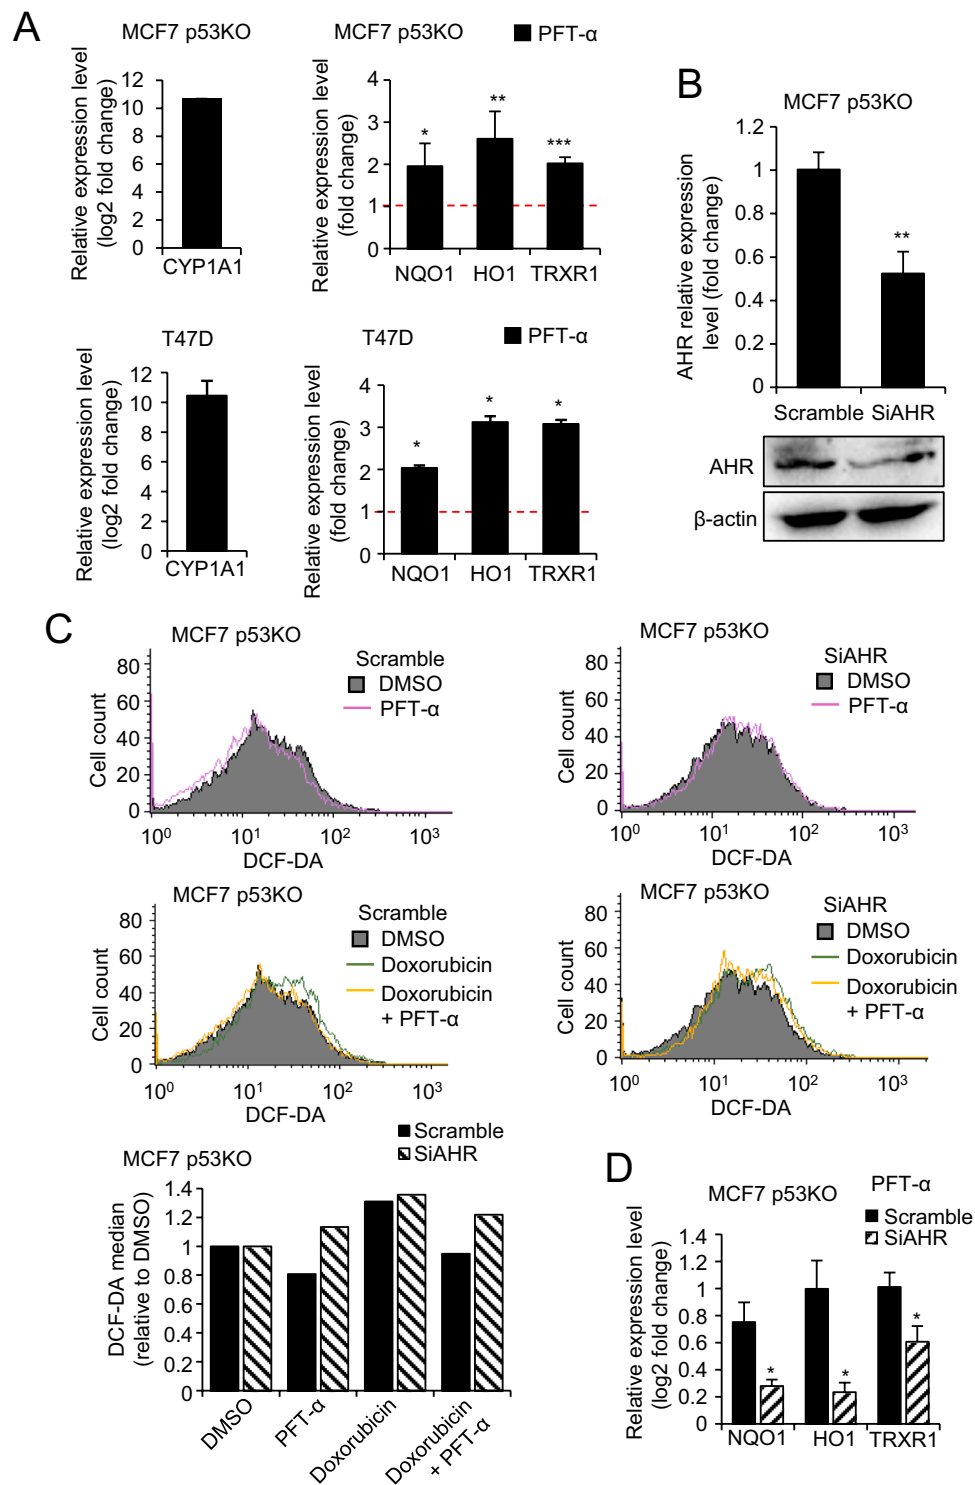 A
MCF7 p53KO
Relative expression level
(log2 fold change)
12
10
8
6
4
2
0
CYP1A1
MCF7 p53KO
PFT-α
Relative expression level
(fold change)
4
3
2
1
0
*
**
***
NQO1 HO1 TRXR1
T47D
Relative expression level
(log2 fold change)
12
10
8
6
4
2
0
CYP1A1
T47D
PFT-α
Relative expression level
(fold change)
4
3
2
1
0
*
*
*
NQO1 HO1 TRXR1
B
MCF7 p53KO
AHR relative expression
level (fold change)
1.2
1
0.8
0.6
0.4
0.2
0
**
Scramble SiAHR
AHR
β-actin
C
MCF7 p53KO
Scramble
DMSO
PFT-α
Cell count
80
60
40
20
0
10⁰ 10¹ 10² 10³
DCF-DA
MCF7 p53KO
SiAHR
DMSO
PFT-α
Cell count
80
60
40
20
0
10⁰ 10¹ 10² 10³
DCF-DA
MCF7 p53KO
Scramble
DMSO
Doxorubicin
Doxorubicin
+ PFT-α
Cell count
80
60
40
20
0
10⁰ 10¹ 10² 10³
DCF-DA
MCF7 p53KO
SiAHR
DMSO
Doxorubicin
Doxorubicin
+ PFT-α
Cell count
80
60
40
20
0
10⁰ 10¹ 10² 10³
DCF-DA
MCF7 p53KO
Scramble
SiAHR
DCF-DA median
(relative to DMSO)
1.4
1.2
1
0.8
0.6
0.4
0.2
0
DMSO
PFT-α
Doxorubicin
Doxorubicin
+ PFT-α
D
MCF7 p53KO
PFT-α
Scramble
SiAHR
Relative expression level
(log2 fold change)
1.4
1.2
1
0.8
0.6
0.4
0.2
0
*
*
*
NQO1 HO1 TRXR1